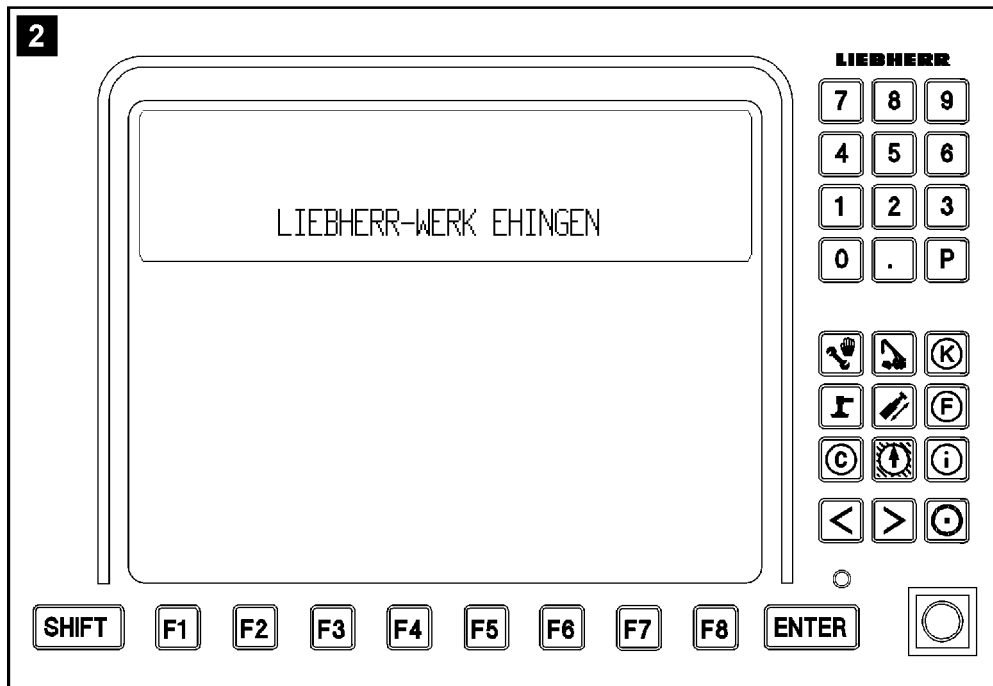 2
LIEBHERR
7 8 9
4 5 6
1 2 3
0 . P
LIEBHERR-WERK EHINGEN
K
F
C i
< >
SHIFT F1 F2 F3 F4 F5 F6 F7 F8 ENTER